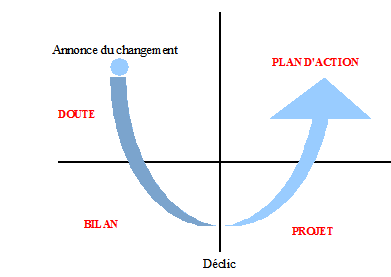 Annonce du changement
PLAN D'ACTION
DOUTE
BILAN
PROJET
Déclic